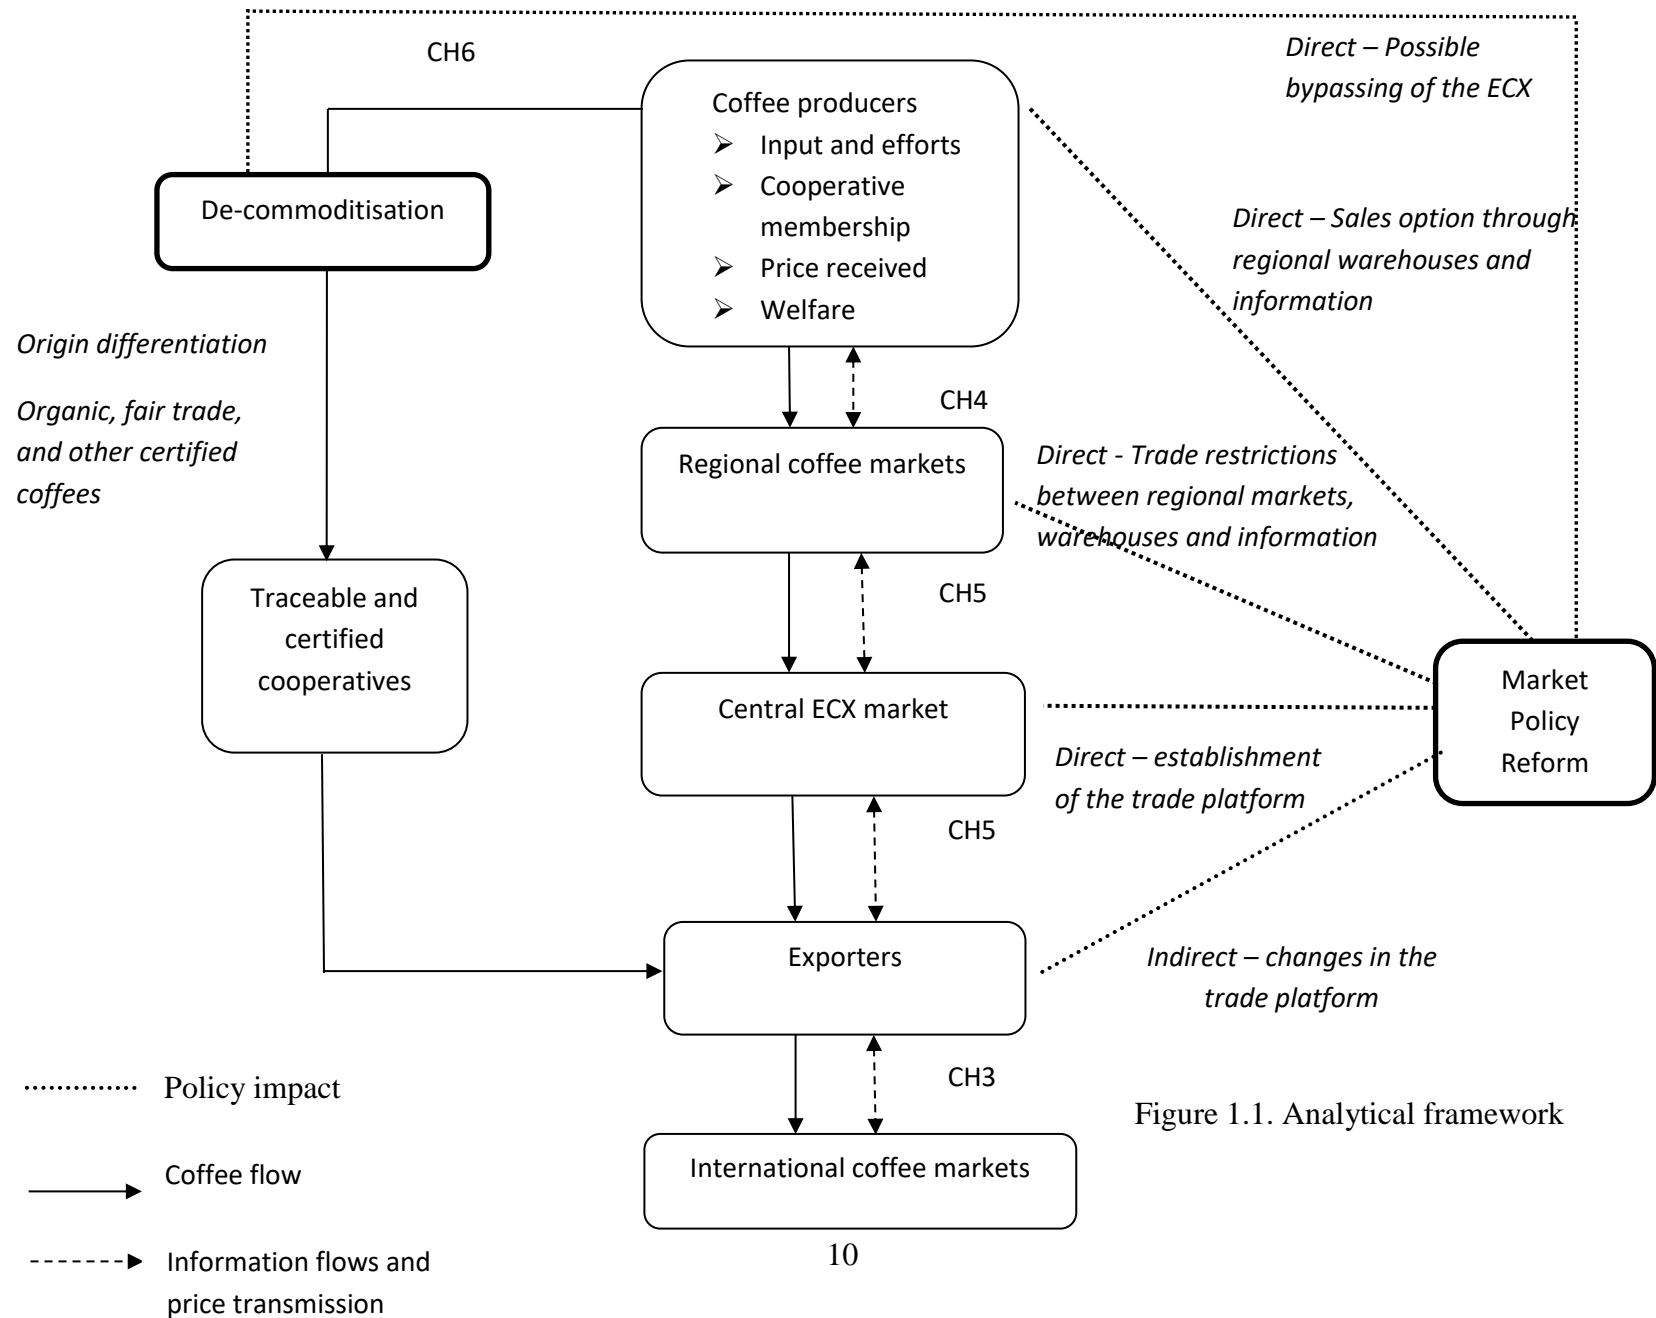 CH6
Direct – Possible
bypassing of the ECX
Coffee producers
➢ Input and efforts
➢ Cooperative
membership
➢ Price received
➢ Welfare
De-commoditisation
Direct – Sales option through
regional warehouses and
information
Origin differentiation
Organic, fair trade,
and other certified
coffees
CH4
Regional coffee markets
Direct - Trade restrictions
between regional markets,
warehouses and information
Traceable and
certified
cooperatives
CH5
Central ECX market
Market
Policy
Reform
Direct – establishment
of the trade platform
CH5
Exporters
Indirect – changes in the
trade platform
CH3
International coffee markets
Policy impact
Coffee flow
Information flows and
price transmission
Figure 1.1. Analytical framework
10